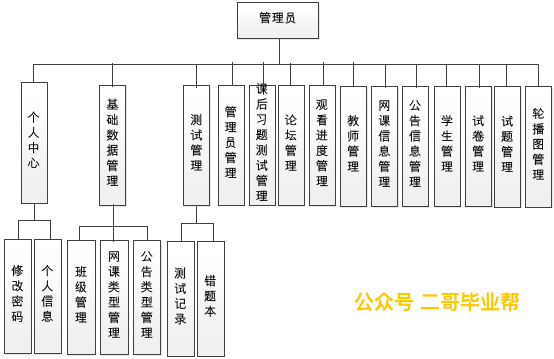 管理员
个人中心
基础数据管理
测试管理
管理员管理
课后习题测试管理
论坛管理
观看进度管理
教师管理
网课信息管理
公告信息管理
学生管理
试卷管理
试题管理
轮播图管理
修改密码
个人信息
班级管理
网课类型管理
公告类型管理
测试记录
错题本
公众号 二哥毕业帮